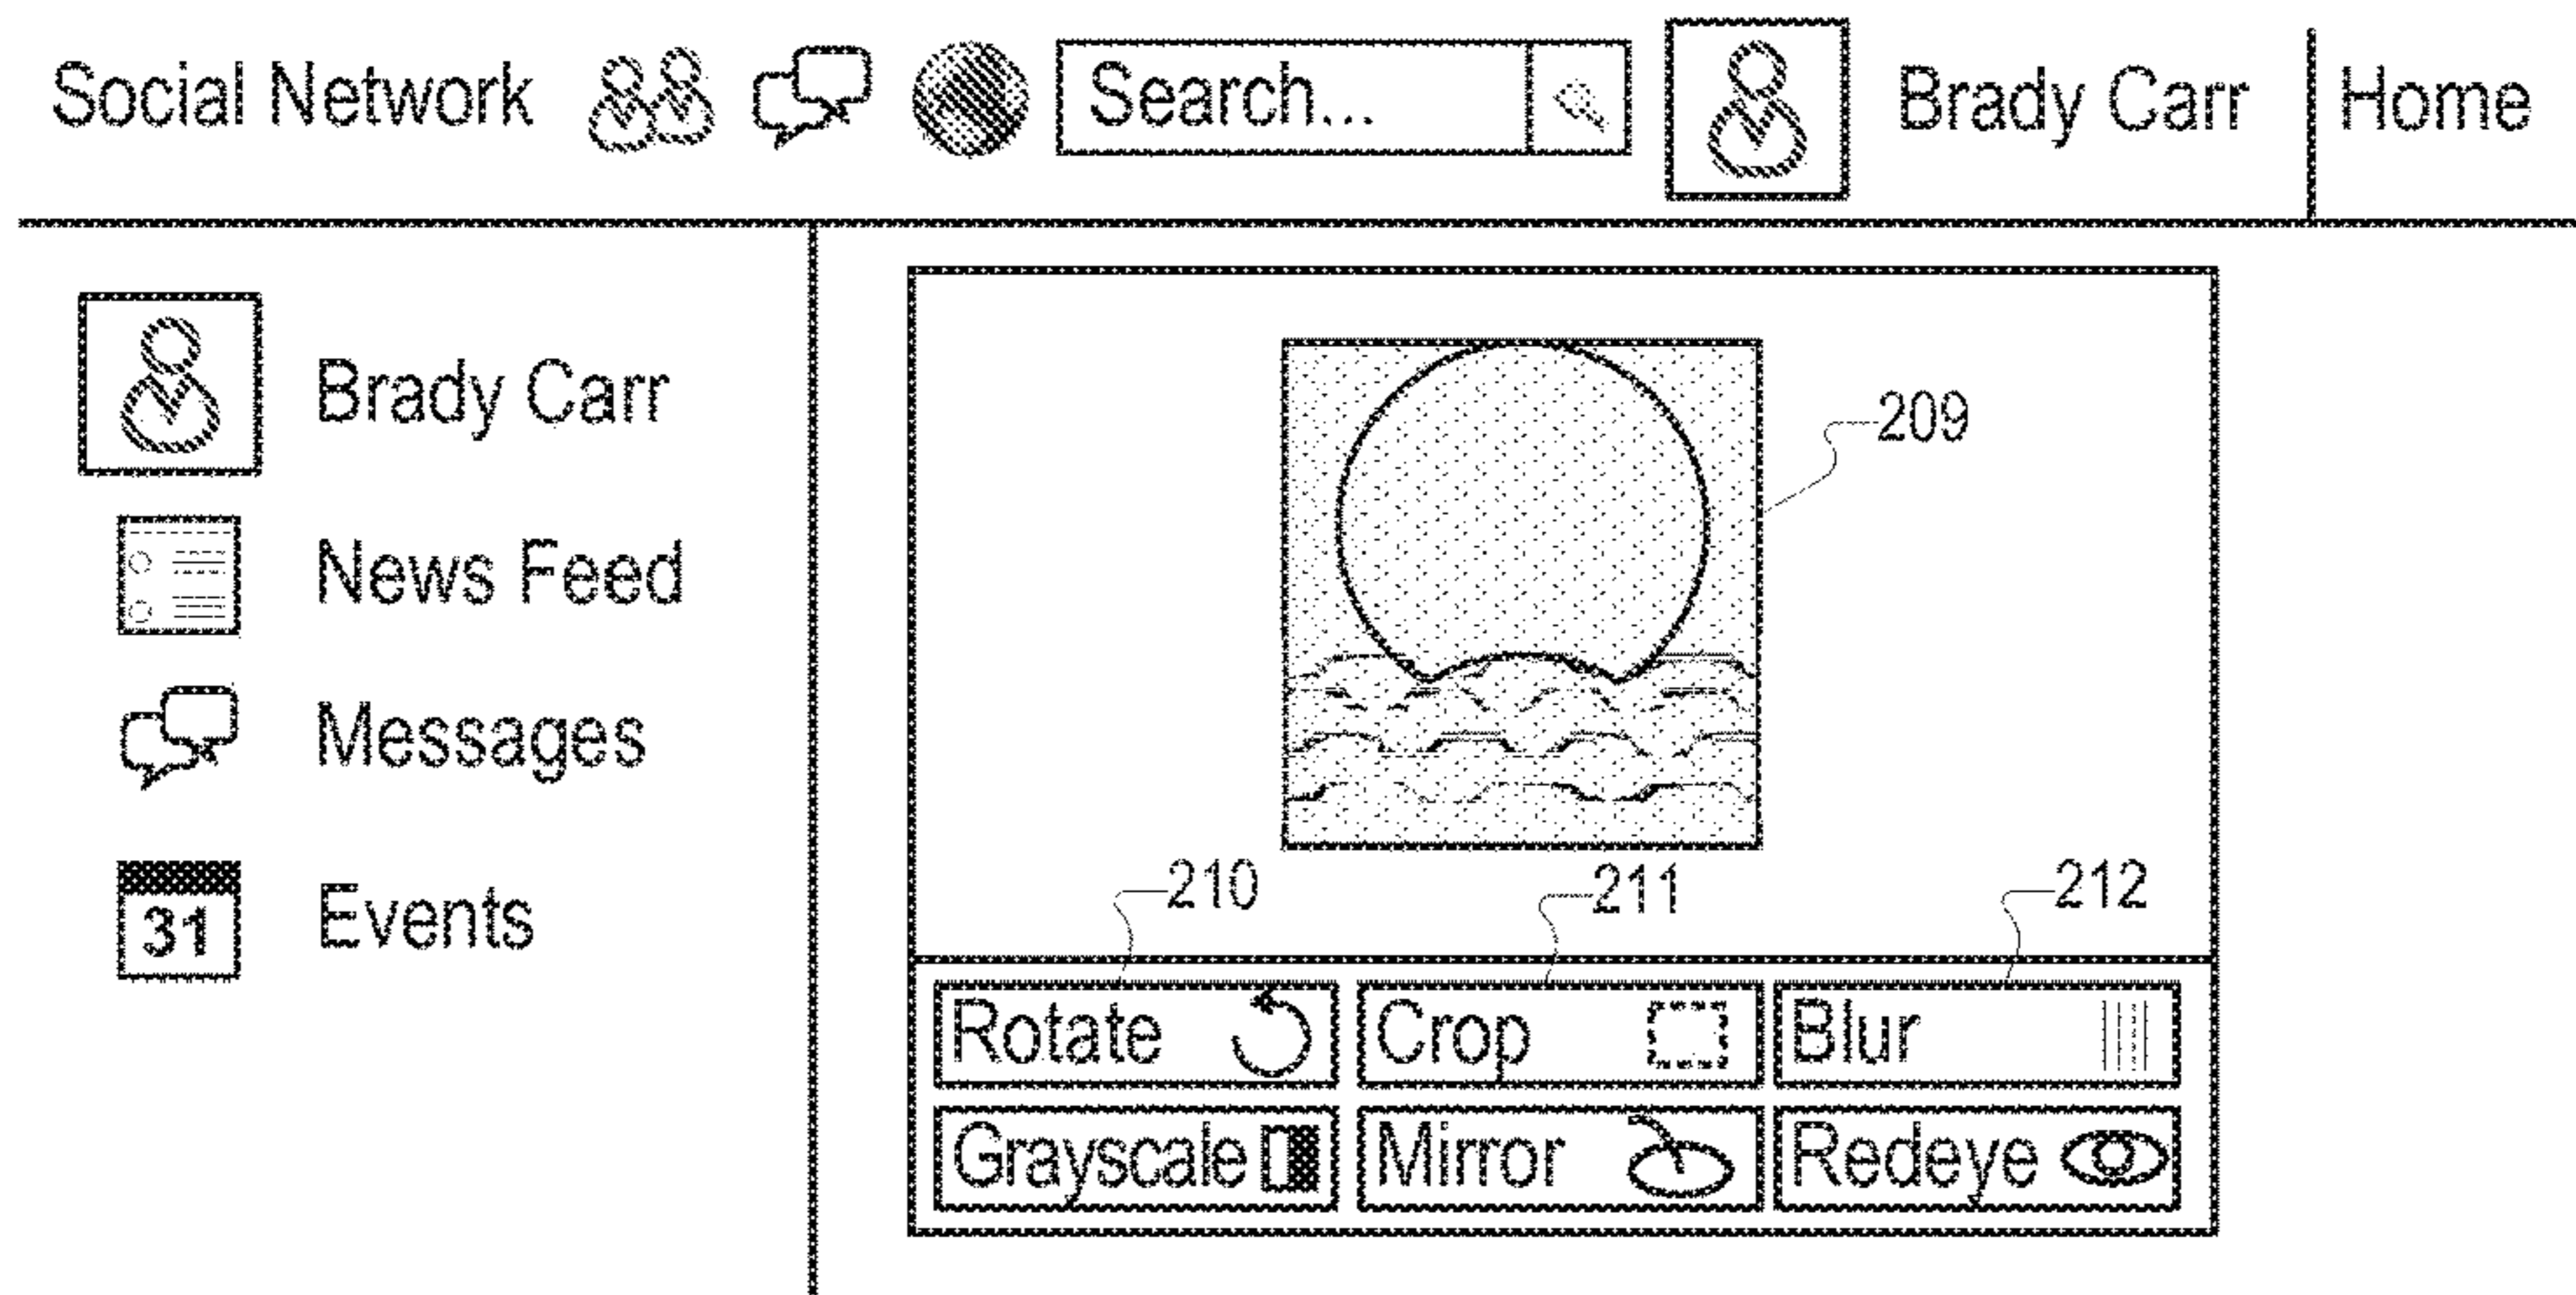 Social Network Search... Brady Carr Home
Brady Carr
News Feed
Messages
31 Events
209
210 211 212
Rotate Crop Blur
Grayscale Mirror Redeye